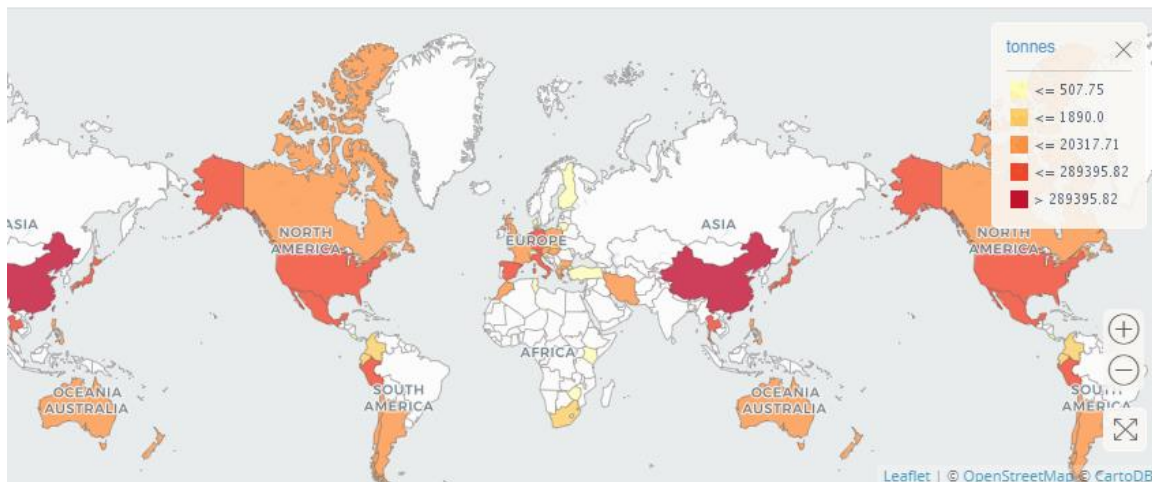 tonnes
<= 507.75
<= 1890.0
<= 20317.71
<= 289395.82
> 289395.82
ASIA
NORTH
AMERICA
EUROPE
ASIA
NORTH
AMERICA
AFRICA
OCEANIA
AUSTRALIA
SOUTH
AMERICA
OCEANIA
AUSTRALIA
SOUTH
AMERICA
Leaflet | © OpenStreetMap © CartoDB